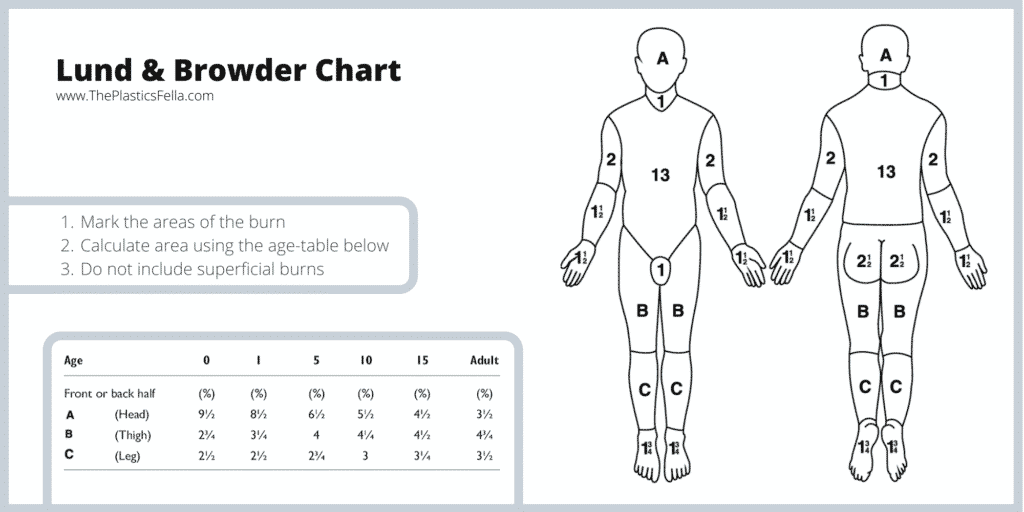 Lund & Browder Chart
www.ThePlasticsFella.com
1. Mark the areas of the burn
2. Calculate area using the age-table below
3. Do not include superficial burns
Age 0 1 5 10 15 Adult
Front or back half (%) (%) (%) (%) (%) (%)
A (Head) 9½ 8½ 6½ 5½ 4½ 3½
B (Thigh) 2¾ 3¼ 4 4¼ 4½ 4¾
C (Leg) 2½ 2½ 2¾ 3 3¼ 3½
A
1
2 13 2
1½ 1½
1½ 1 1½
B B
C C
1¾ 1¾
A
1
2 13 2
1½ 1½
1½ 2½ 2½ 1½
B B
C C
1¾ 1¾